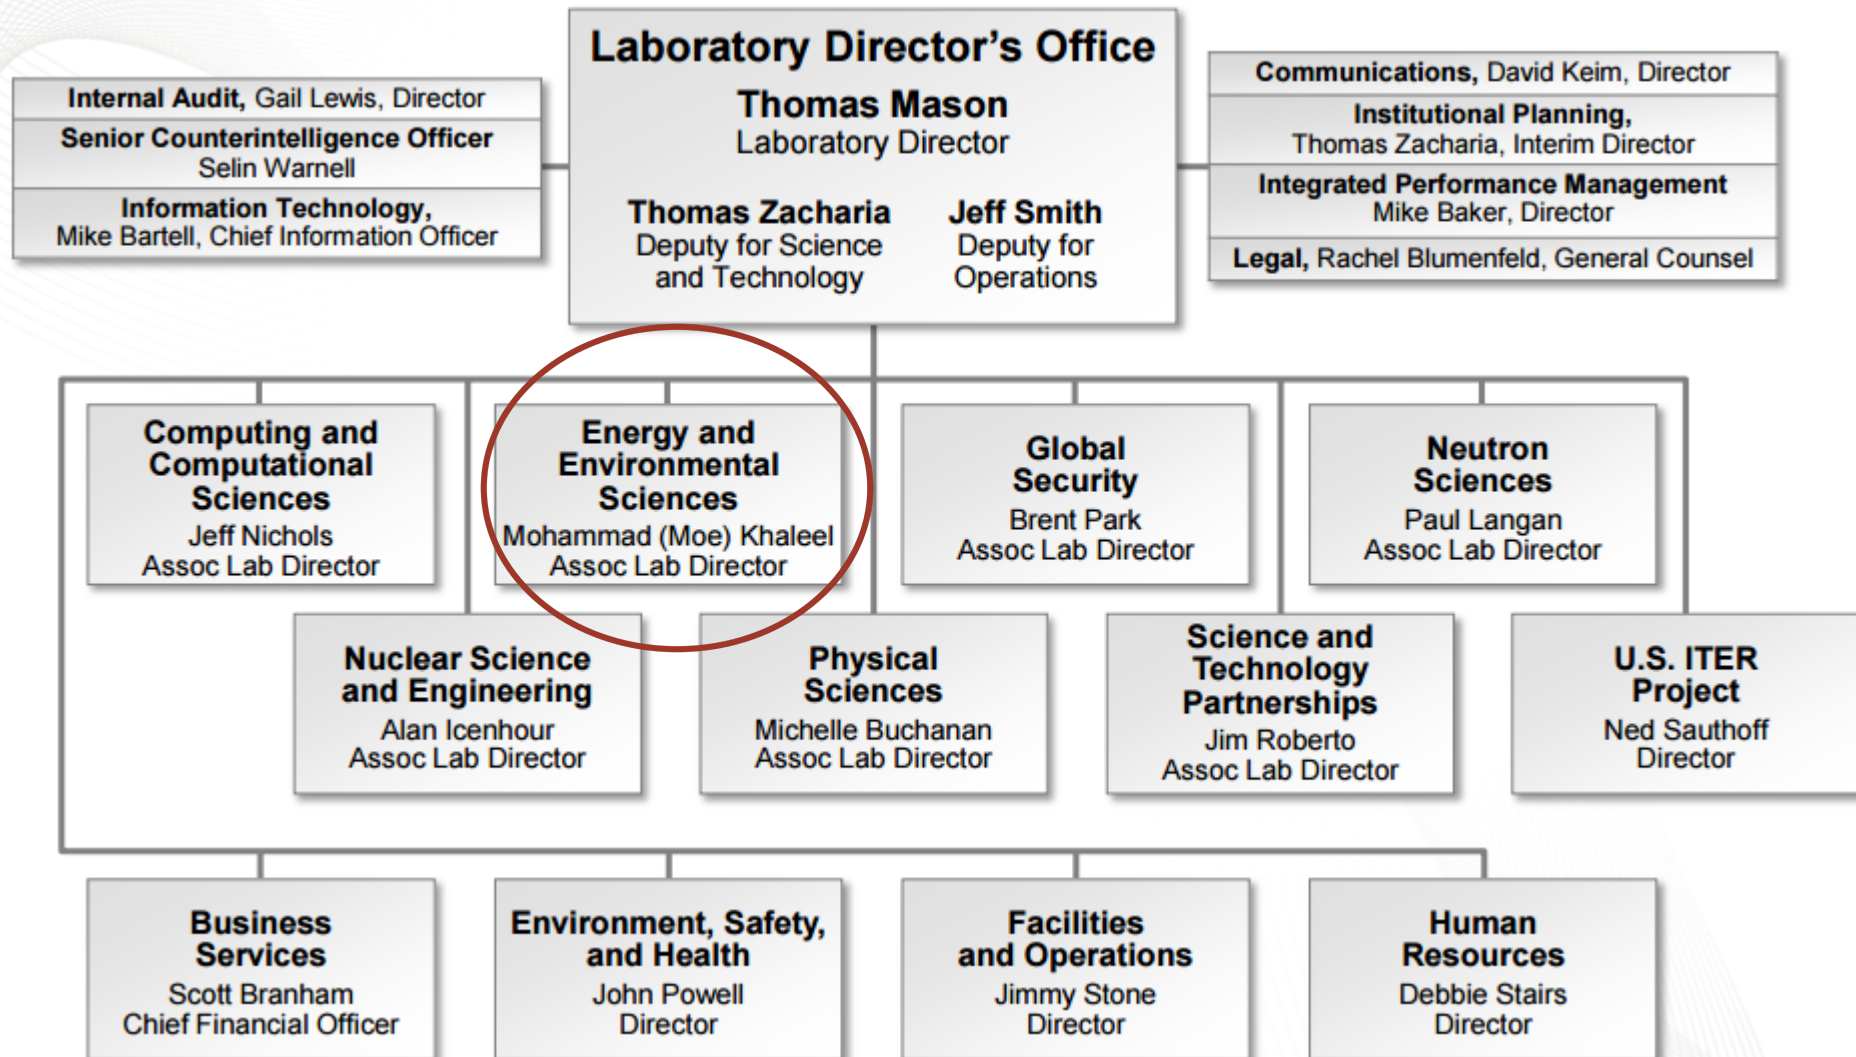 Laboratory Director's Office
Thomas Mason
Laboratory Director
Thomas Zacharia
Deputy for Science
and Technology
Jeff Smith
Deputy for
Operations
Internal Audit, Gail Lewis, Director
Senior Counterintelligence Officer
Selin Warnell
Information Technology,
Mike Bartell, Chief Information Officer
Communications, David Keim, Director
Institutional Planning,
Thomas Zacharia, Interim Director
Integrated Performance Management
Mike Baker, Director
Legal, Rachel Blumenfeld, General Counsel
Computing and
Computational
Sciences
Jeff Nichols
Assoc Lab Director
Energy and
Environmental
Sciences
Mohammad (Moe) Khaleel
Assoc Lab Director
Global
Security
Brent Park
Assoc Lab Director
Neutron
Sciences
Paul Langan
Assoc Lab Director
Nuclear Science
and Engineering
Alan Icenhour
Assoc Lab Director
Physical
Sciences
Michelle Buchanan
Assoc Lab Director
Science and
Technology
Partnerships
Jim Roberto
Assoc Lab Director
U.S. ITER
Project
Ned Sauthoff
Director
Business
Services
Scott Branham
Chief Financial Officer
Environment, Safety,
and Health
John Powell
Director
Facilities
and Operations
Jimmy Stone
Director
Human
Resources
Debbie Stairs
Director